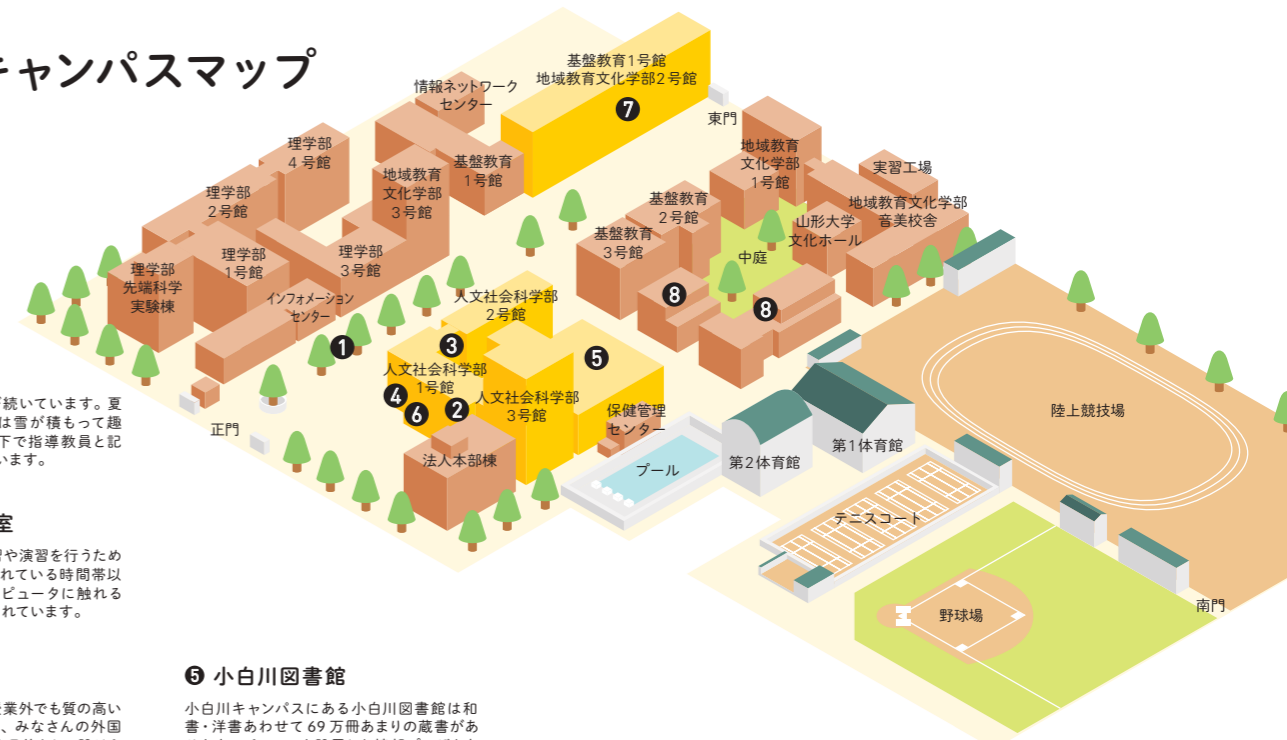 キャンパスマップ
基盤教育1号館
地域教育文化学部2号館
❼
情報ネットワーク
センター
東門
理学部
4号館
地域教育
文化学部
3号館
基盤教育
1号館
地域教育
文化学部
1号館
実習工場
理学部
2号館
基盤教育
2号館
地域教育文化学部
音美校舎
山形大学
文化ホール
基盤教育
3号館
中庭
理学部
1号館
理学部
3号館
理学部
先端科学
実験棟
インフォメーション
センター
人文社会科学部
2号館
❽
❽
❶
❸
❺
人文社会科学部
1号館
❹
❻
❷
人文社会科学部
3号館
保健管理
センター
陸上競技場
正門
法人本部棟
プール
第2体育館
第1体育館
テニスコート
野球場
南門
続いています。夏
は雪が積もって趣
下で指導教員と記
います。
室
習や演習を行うため
れている時間帯以
ピュータに触れる
れています。
業外でも質の高い
、みなさんの外国
❺ 小白川図書館
小白川キャンパスにある小白川図書館は和
書・洋書あわせて69万冊あまりの蔵書があ